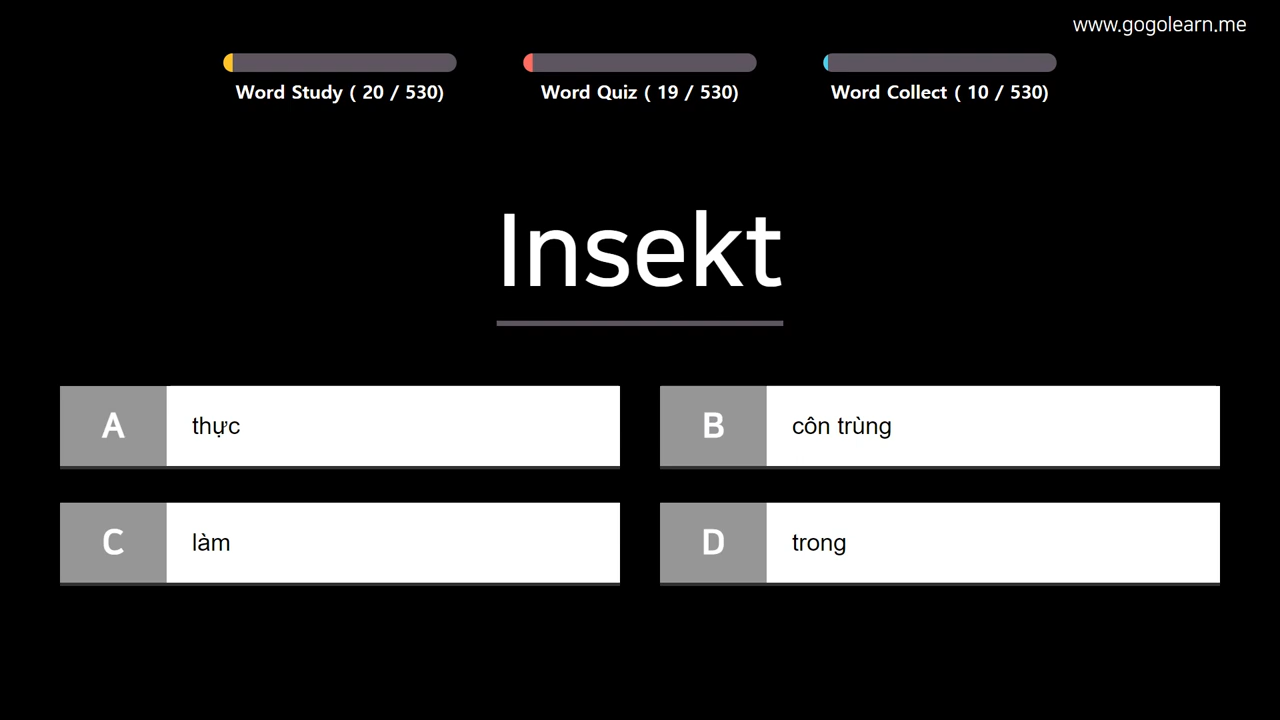 www.gogolearn.me
Word Study ( 20 / 530)
Word Quiz ( 19 / 530)
Word Collect ( 10 / 530)
Insekt
A thực
B côn trùng
C làm
D trong